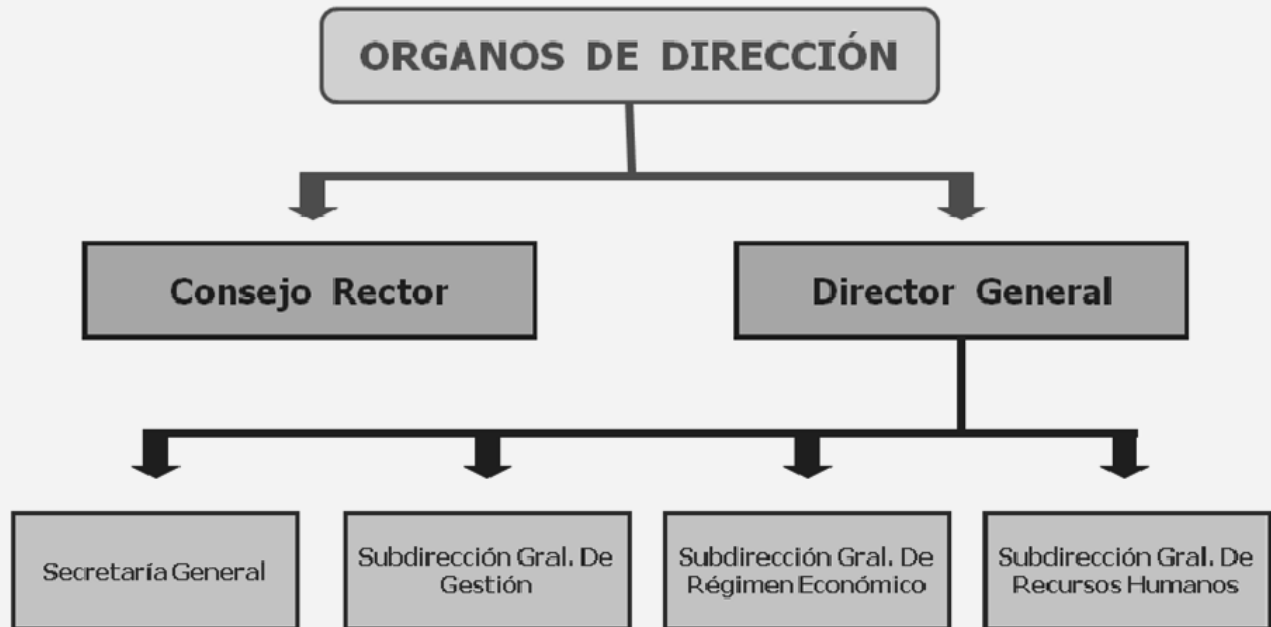 ORGANOS DE DIRECCIÓN
Consejo Rector
Director General
Secretaría General
Subdirección Gral. De
Gestión
Subdirección Gral. De
Régimen Económico
Subdirección Gral. De
Recursos Humanos